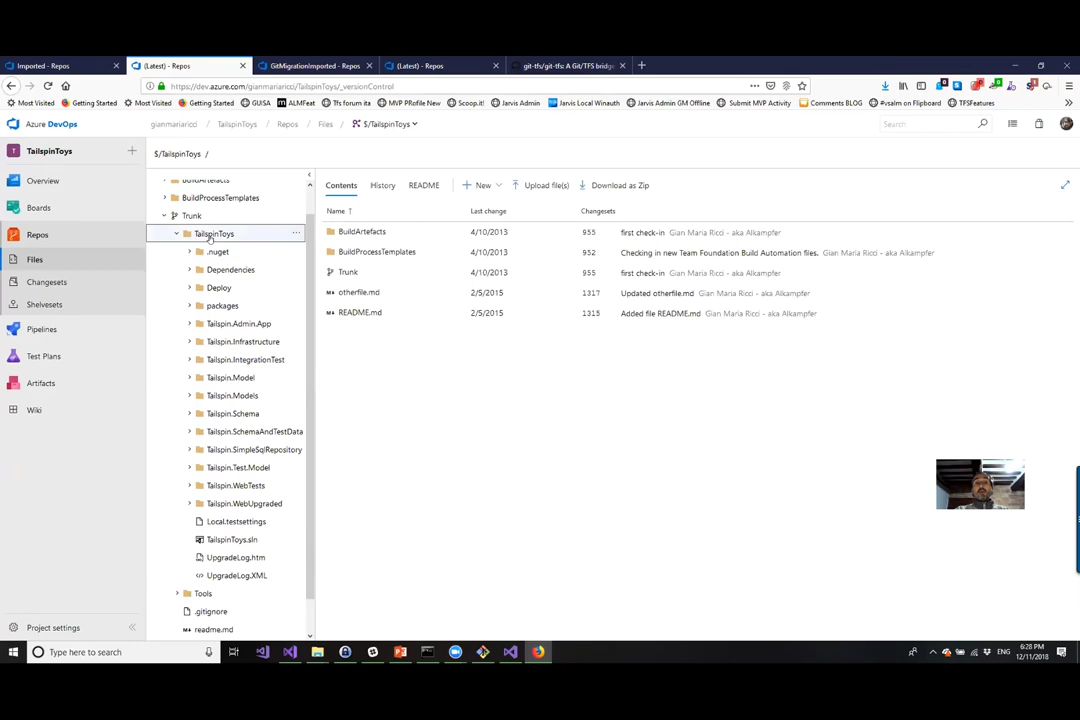 Imported - Repos
(Latest) - Repos
GitMigrationImported - Repos
(Latest) - Repos
git-tfs/git-tfs: A Git/TFS bridge
https://dev.azure.com/gianmariaricci/TailspinToys/_versionControl
Most Visited
Getting Started
Most Visited
Getting Started
GUISA
ALMFeat
Tfs forum ita
MVP PRofile New
Scoop.it!
Jarvis Admin
Jarvis Local Winauth
Jarvis Admin GM Offline
Submit MVP Activity
Comments BLOG
#vsalm on Flipboard
TFSFeatures
Azure DevOps
gianmariaricci / TailspinToys / Repos / Files / $/TailspinToys
Search
T TailspinToys
$/TailspinToys /
Overview
Boards
Repos
Files
Changesets
Shelvesets
Pipelines
Test Plans
Artifacts
Wiki
Project settings
BuildArtefacts
BuildProcessTemplates
Trunk
TailspinToys
.nuget
Dependencies
Deploy
packages
Tailspin.Admin.App
Tailspin.Infrastructure
Tailspin.IntegrationTest
Tailspin.Model
Tailspin.Models
Tailspin.Schema
Tailspin.SchemaAndTestData
Tailspin.SimpleSqlRepository
Tailspin.Test.Model
Tailspin.WebTests
Tailspin.WebUpgraded
Local.testsettings
TailspinToys.sln
UpgradeLog.htm
UpgradeLog.XML
Tools
.gitignore
readme.md
Contents History README New Upload file(s) Download as Zip
Name Last change Changesets
BuildArtefacts 4/10/2013 955 first check-in Gian Maria Ricci - aka Alkampfer
BuildProcessTemplates 4/10/2013 952 Checking in new Team Foundation Build Automation files. Gian Maria Ricci - aka Alkampfer
Trunk 4/10/2013 955 first check-in Gian Maria Ricci - aka Alkampfer
otherfile.md 2/5/2015 1317 Updated otherfile.md Gian Maria Ricci - aka Alkampfer
README.md 2/5/2015 1315 Added file README.md Gian Maria Ricci - aka Alkampfer
Type here to search
ENG
6:28 PM
12/11/2018